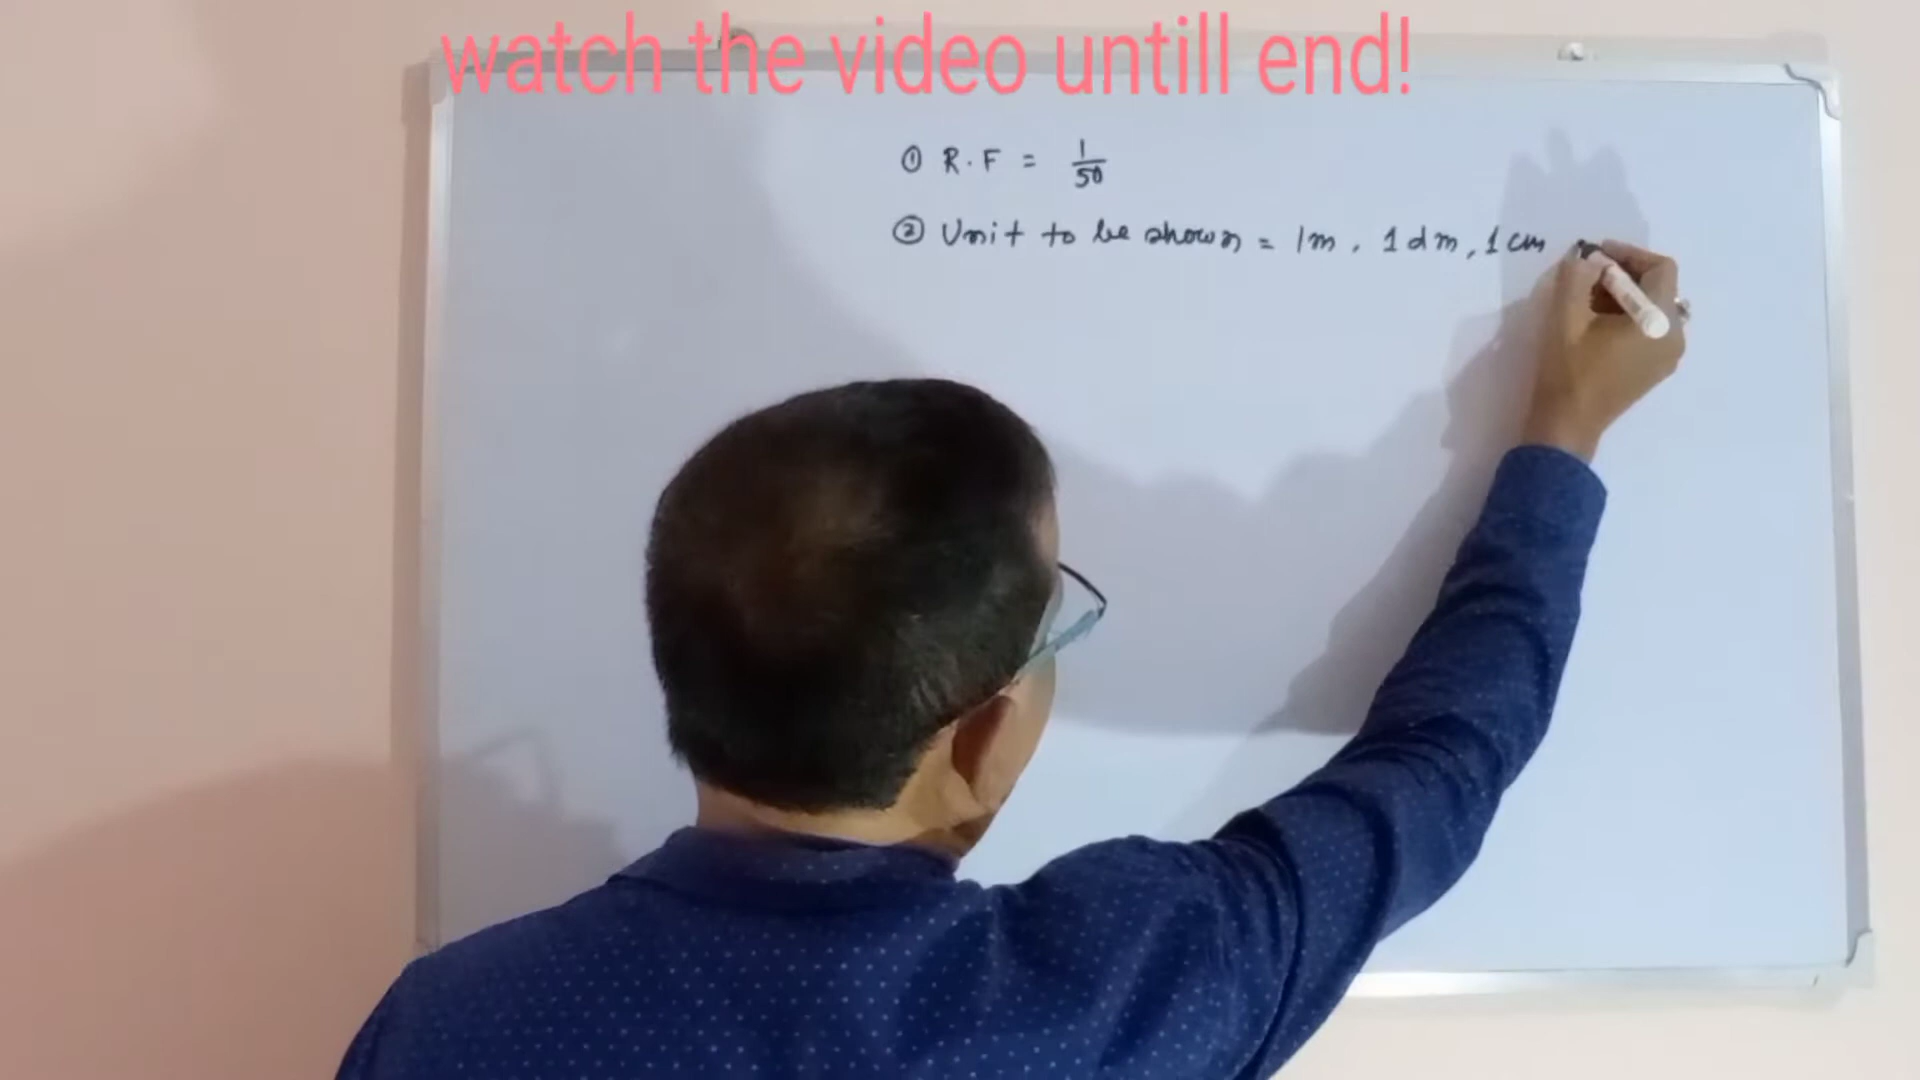 watch the video untill end!
① R.F = 1/50
② Unit to be shown = 1m, 1dm, 1cm